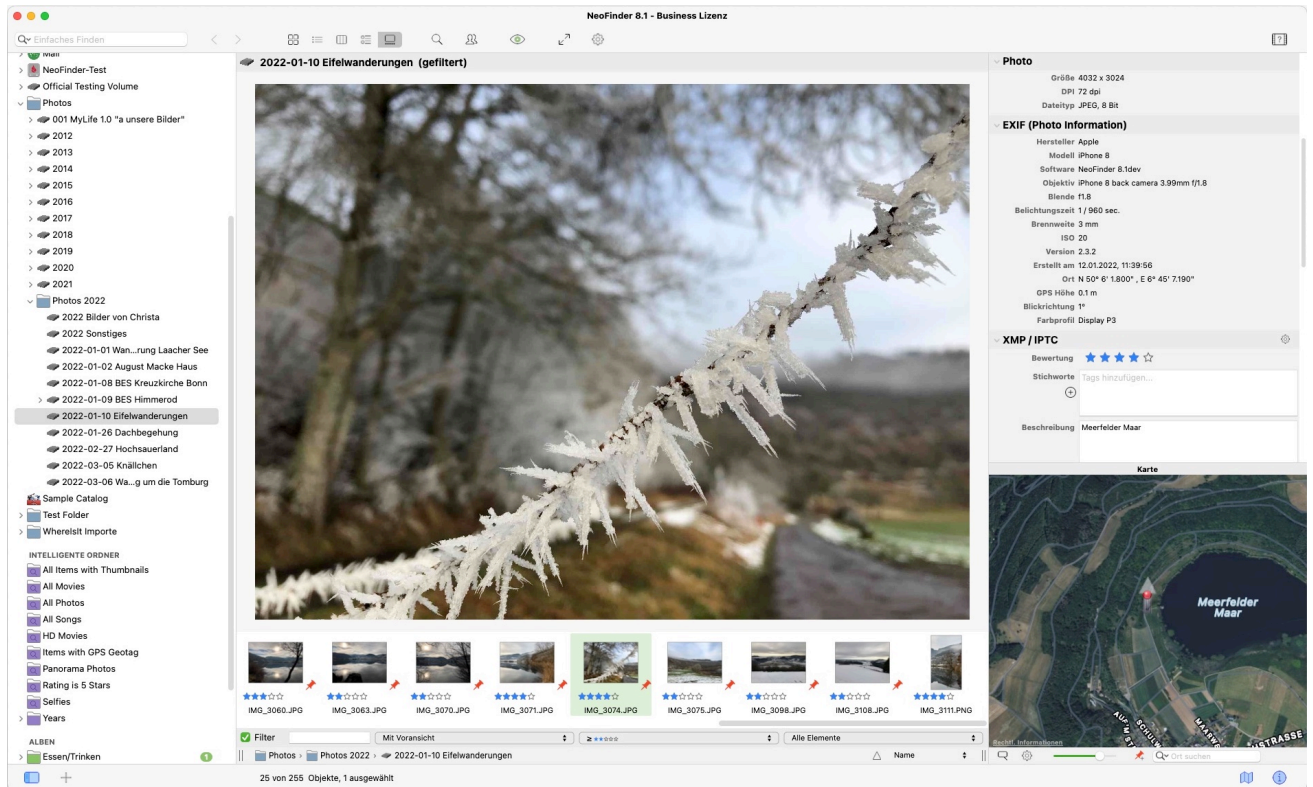 NeoFinder 8.1 - Business Lizenz
Einfaches Finden
Mail
NeoFinder-Test
Official Testing Volume
Photos
001 MyLife 1.0 "a unsere Bilder"
2012
2013
2014
2015
2016
2017
2018
2019
2020
2021
Photos 2022
2022 Bilder von Christa
2022 Sonstiges
2022-01-01 Wan...rung Laacher See
2022-01-02 August Macke Haus
2022-01-08 BES Kreuzkirche Bonn
2022-01-09 BES Himmerod
2022-01-10 Eifelwanderungen
2022-01-26 Dachbegehung
2022-02-27 Hochsauerland
2022-03-05 Knällchen
2022-03-06 Wa...g um die Tomburg
Sample Catalog
Test Folder
WhereIsIt Importe
INTELLIGENTE ORDNER
All Items with Thumbnails
All Movies
All Photos
All Songs
HD Movies
Items with GPS Geotag
Panorama Photos
Rating is 5 Stars
Selfies
Years
ALBEN
Essen/Trinken 1
2022-01-10 Eifelwanderungen (gefiltert)
IMG_3060.JPG
IMG_3063.JPG
IMG_3070.JPG
IMG_3071.JPG
IMG_3074.JPG
IMG_3075.JPG
IMG_3098.JPG
IMG_3108.JPG
IMG_3111.PNG
Filter Mit Voransicht ≥ ★★☆☆☆ Alle Elemente
Photos › Photos 2022 › 2022-01-10 Eifelwanderungen Name
25 von 255 Objekte, 1 ausgewählt
Photo
Größe 4032 x 3024
DPI 72 dpi
Dateityp JPEG, 8 Bit
EXIF (Photo Information)
Hersteller Apple
Modell iPhone 8
Software NeoFinder 8.1dev
Objektiv iPhone 8 back camera 3.99mm f/1.8
Blende f1.8
Belichtungszeit 1 / 960 sec.
Brennweite 3 mm
ISO 20
Version 2.3.2
Erstellt am 12.01.2022, 11:39:56
Ort N 50° 6' 1.800" , E 6° 45' 7.190"
GPS Höhe 0.1 m
Blickrichtung 1°
Farbprofil Display P3
XMP / IPTC
Bewertung
Stichworte Tags hinzufügen...
Beschreibung Meerfelder Maar
Karte
Meerfelder
Maar
Rechtl. Informationen
Ort suchen